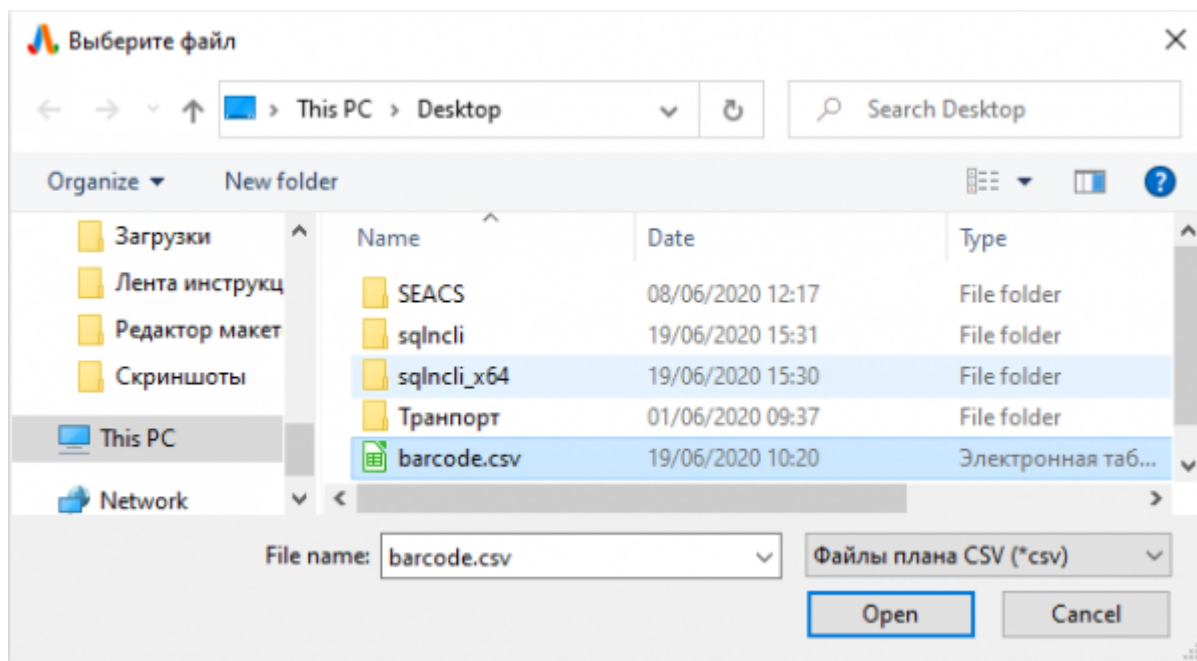 Выберите файл
This PC > Desktop
Search Desktop
Organize
New folder
Загрузки
Лента инструкц
Редактор макет
Скриншоты
This PC
Network
Name Date Type
SEACS 08/06/2020 12:17 File folder
sqlncli 19/06/2020 15:31 File folder
sqlncli_x64 19/06/2020 15:30 File folder
Транпорт 01/06/2020 09:37 File folder
barcode.csv 19/06/2020 10:20 Электронная таб...
File name: barcode.csv
Файлы плана CSV (*csv)
Open Cancel